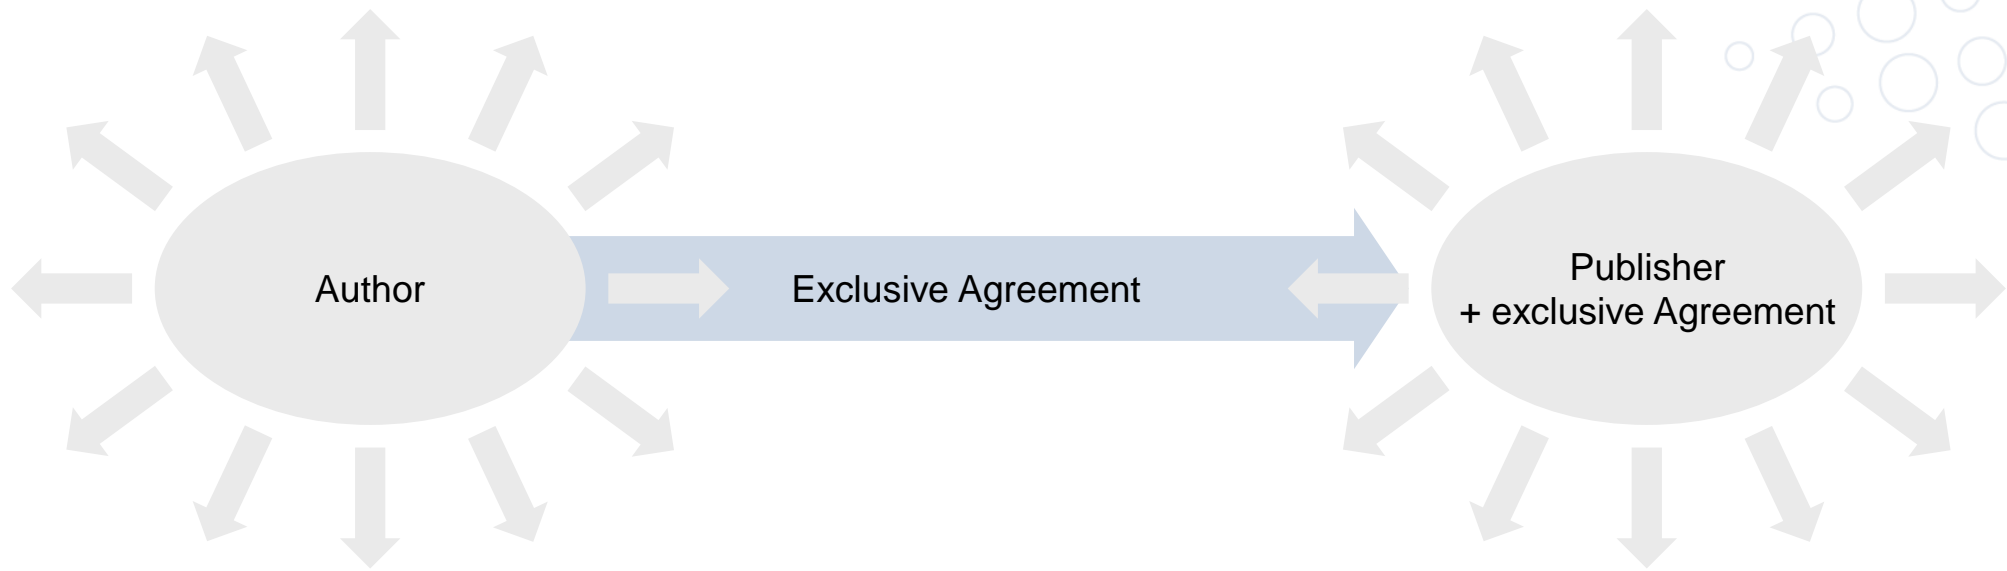 Author
Exclusive Agreement
Publisher
+ exclusive Agreement